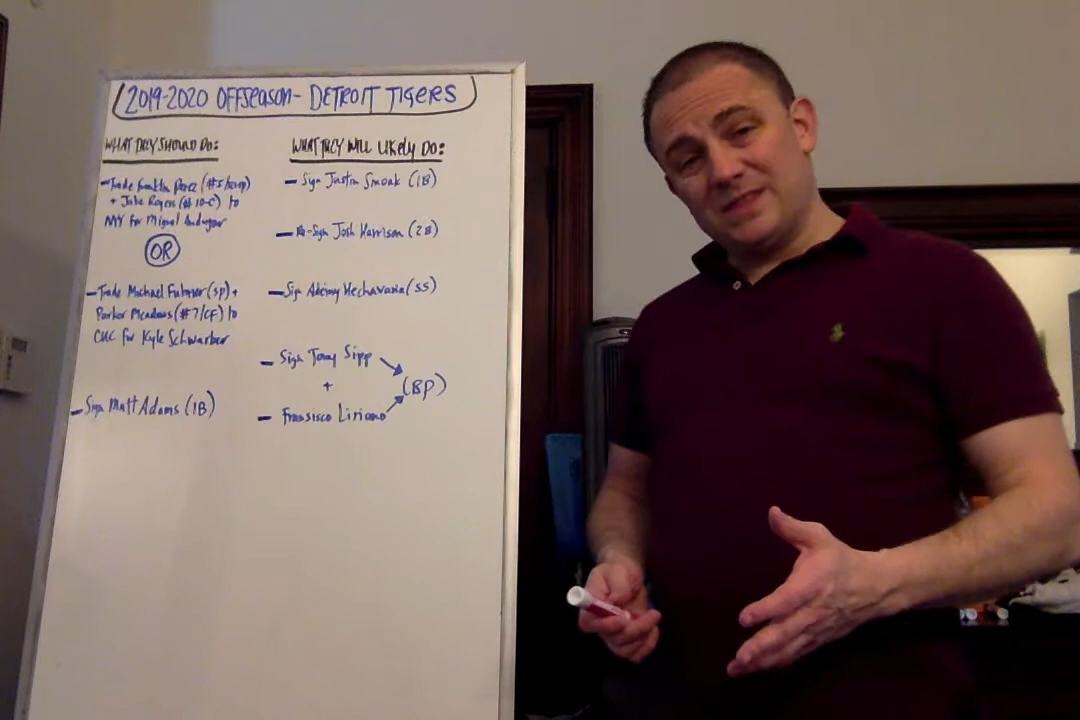 2019-2020 OFFSEASON- DETROIT TIGERS
WHAT THEY SHOULD DO:
- Trade Franklin Perez (#5/RHP)
+ Jake Rogers (#10-C) to
NY for Miguel Andujar
OR
- Trade Michael Fulmer (SP) +
Parker Meadows (#7/CF) to
CHC for Kyle Schwarber
- Sign Matt Adams (1B)
WHAT THEY WILL LIKELY DO:
- Sign Justin Smoak (1B)
- Re-Sign Josh Harrison (2B)
- Sign Adeiny Hechavaria (SS)
- Sign Tony Sipp
+
(BP)
- Fransisco Liriano